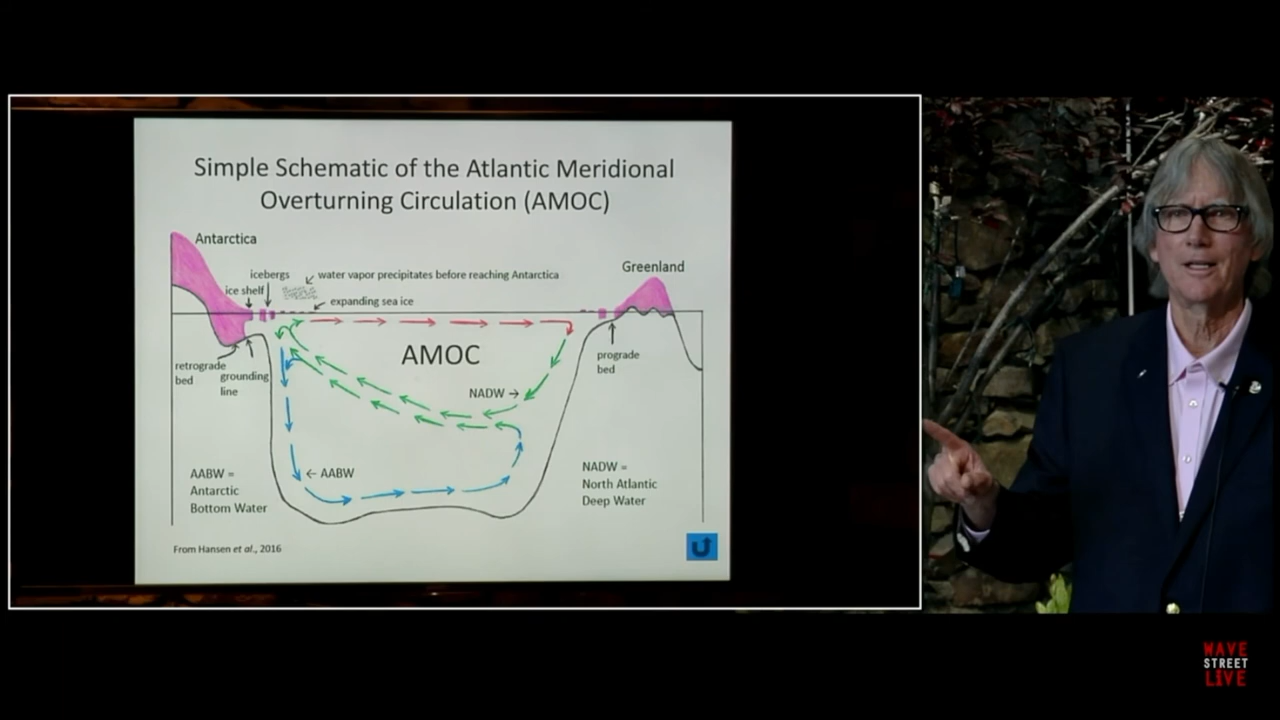 Simple Schematic of the Atlantic Meridional
Overturning Circulation (AMOC)
Antarctica
Greenland
icebergs
water vapor precipitates before reaching Antarctica
ice shelf
expanding sea ice
AMOC
retrograde
bed
grounding
line
prograde
bed
NADW →
← AABW
AABW =
Antarctic
Bottom Water
NADW =
North Atlantic
Deep Water
From Hansen et al., 2016
WAVE
STREET
LIVE